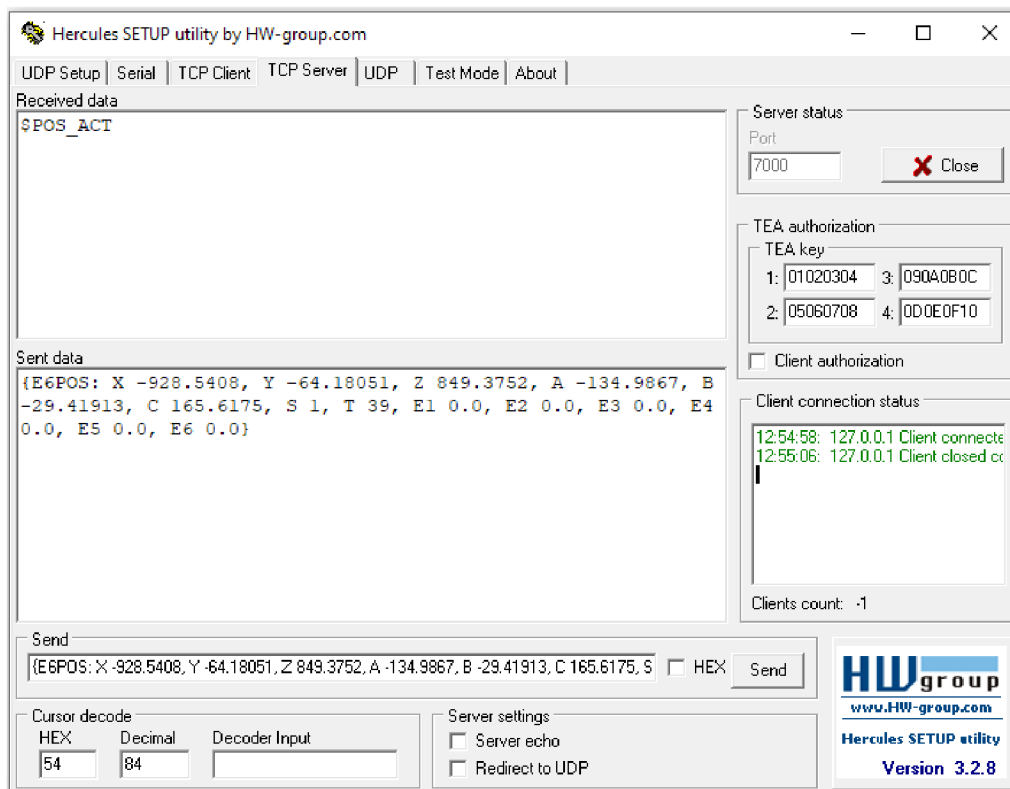 Hercules SETUP utility by HW-group.com
UDP Setup Serial TCP Client TCP Server UDP Test Mode About
Received data
$POS_ACT
Server status
Port
7000
Close
TEA authorization
TEA key
1: 01020304 3: 090A0B0C
2: 05060708 4: 0D0E0F10
Client authorization
Sent data
{E6POS: X -928.5408, Y -64.18051, Z 849.3752, A -134.9867, B
-29.41913, C 165.6175, S 1, T 39, E1 0.0, E2 0.0, E3 0.0, E4
0.0, E5 0.0, E6 0.0}
Client connection status
12:54:58: 127.0.0.1 Client connecte
12:55:06: 127.0.0.1 Client closed cc
Clients count: -1
Send
{E6POS: X -928.5408, Y -64.18051, Z 849.3752, A -134.9867, B -29.41913, C 165.6175, S
HEX
Send
HW group
www.HW-group.com
Hercules SETUP utility
Version 3.2.8
Cursor decode
HEX Decimal Decoder Input
54 84
Server settings
Server echo
Redirect to UDP